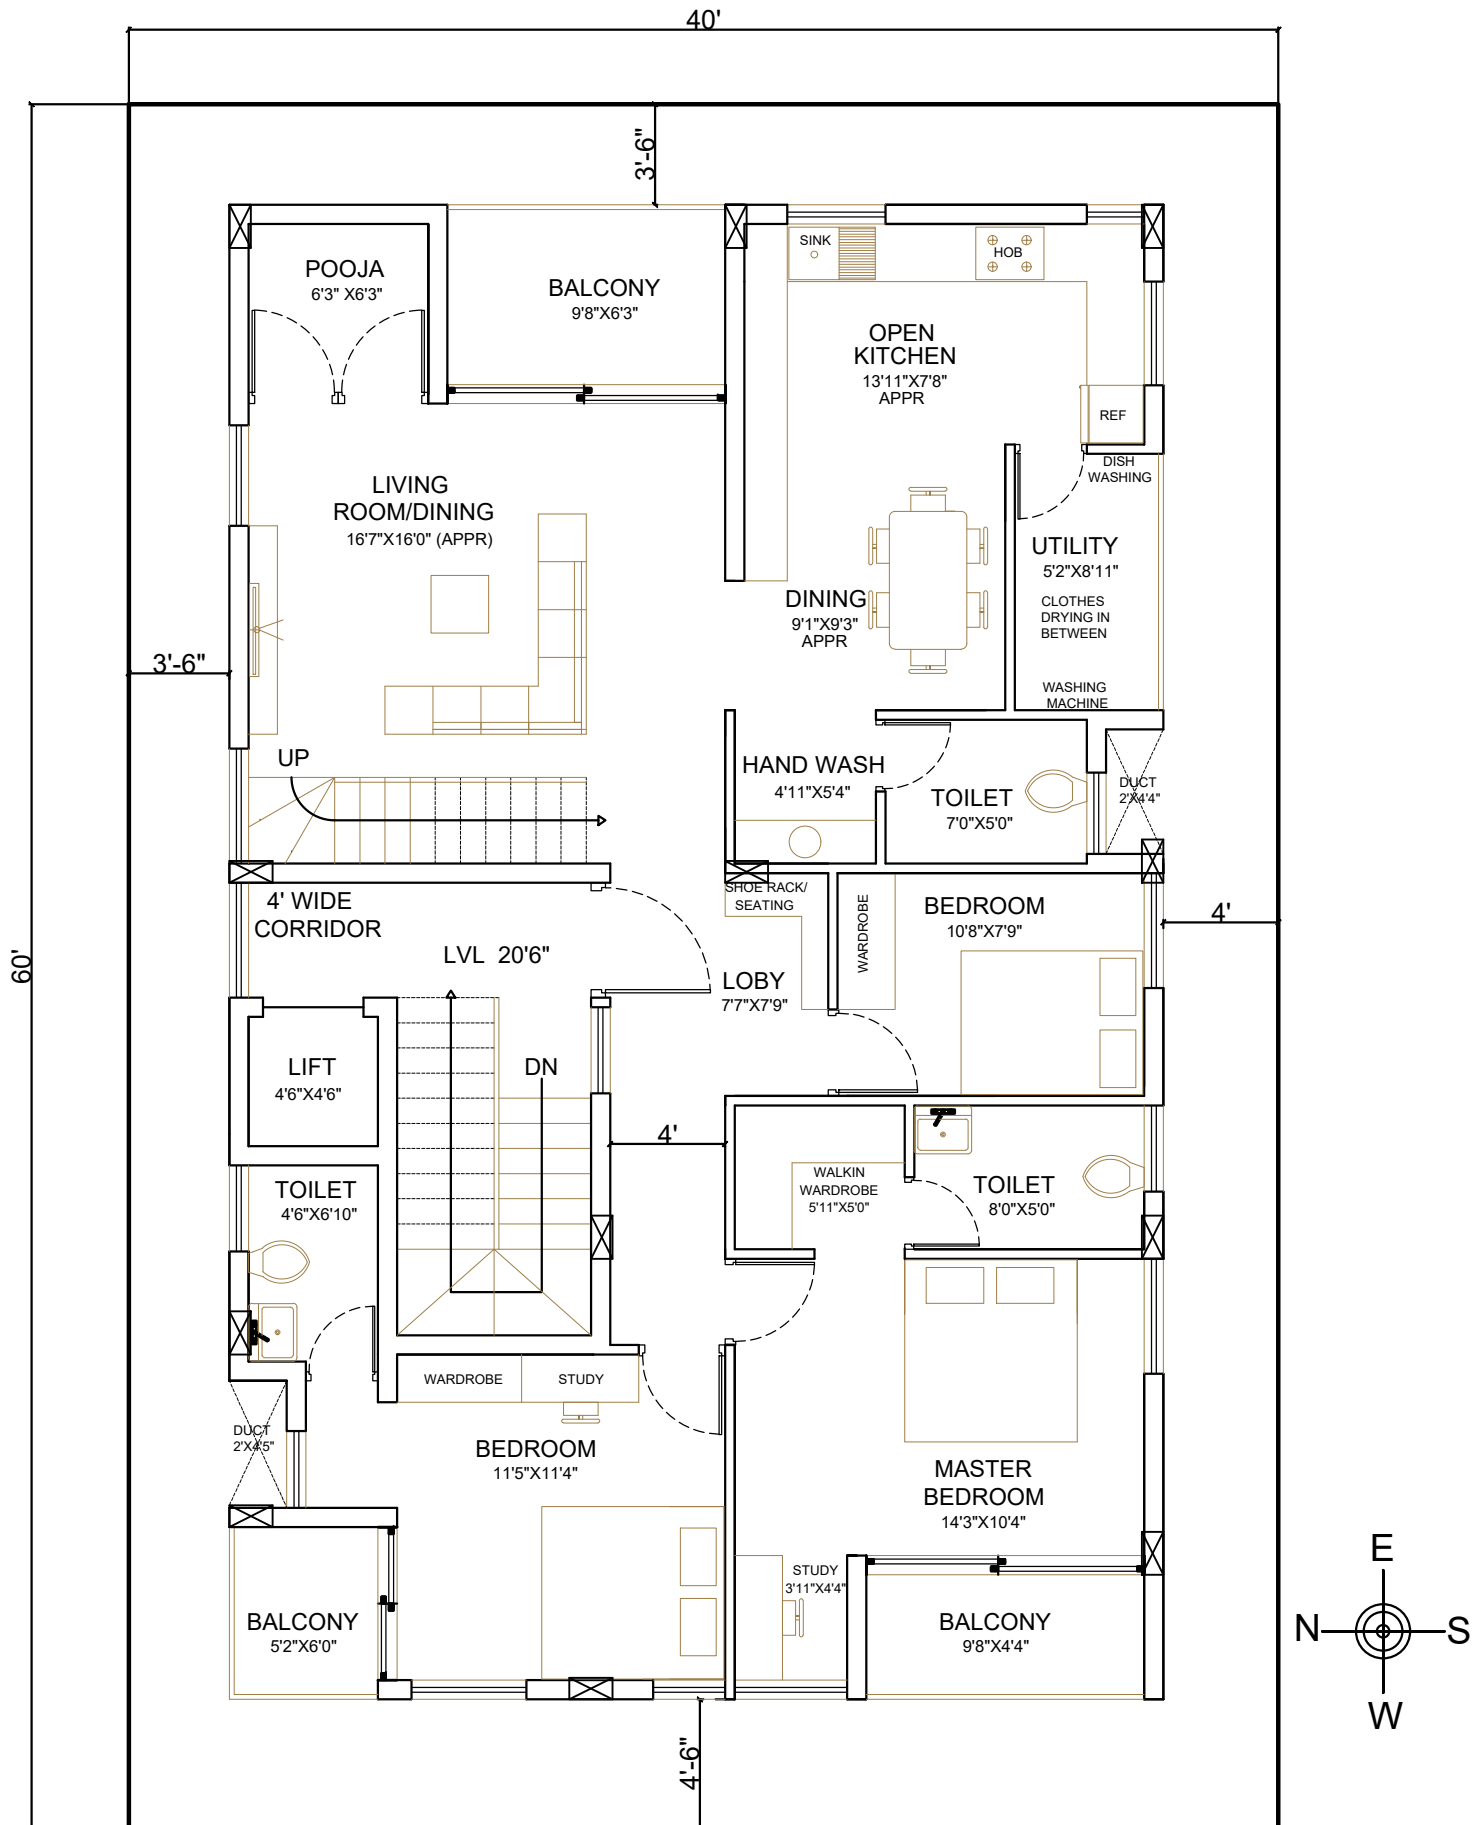 40'
3'-6"
SINK
HOB
POOJA
6'3" X6'3"
BALCONY
9'8"X6'3"
OPEN
KITCHEN
13'11"X7'8"
APPR
REF
DISH
WASHING
LIVING
ROOM/DINING
16'7"X16'0" (APPR)
UTILITY
5'2"X8'11"
CLOTHES
DRYING IN
BETWEEN
DINING
9'1"X9'3"
APPR
3'-6"
WASHING
MACHINE
UP
HAND WASH
4'11"X5'4"
TOILET
7'0"X5'0"
DUCT
2'X4'4"
4' WIDE
CORRIDOR
SHOE RACK/
SEATING
WARDROBE
BEDROOM
10'8"X7'9"
4'
60'
LVL 20'6"
LOBY
7'7"X7'9"
LIFT
4'6"X4'6"
DN
4'
TOILET
4'6"X6'10"
WALKIN
WARDROBE
5'11"X5'0"
TOILET
8'0"X5'0"
WARDROBE
STUDY
DUCT
2'X4'5"
BEDROOM
11'5"X11'4"
MASTER
BEDROOM
14'3"X10'4"
STUDY
3'11"X4'4"
BALCONY
5'2"X6'0"
BALCONY
9'8"X4'4"
E
N
S
W
4'-6"